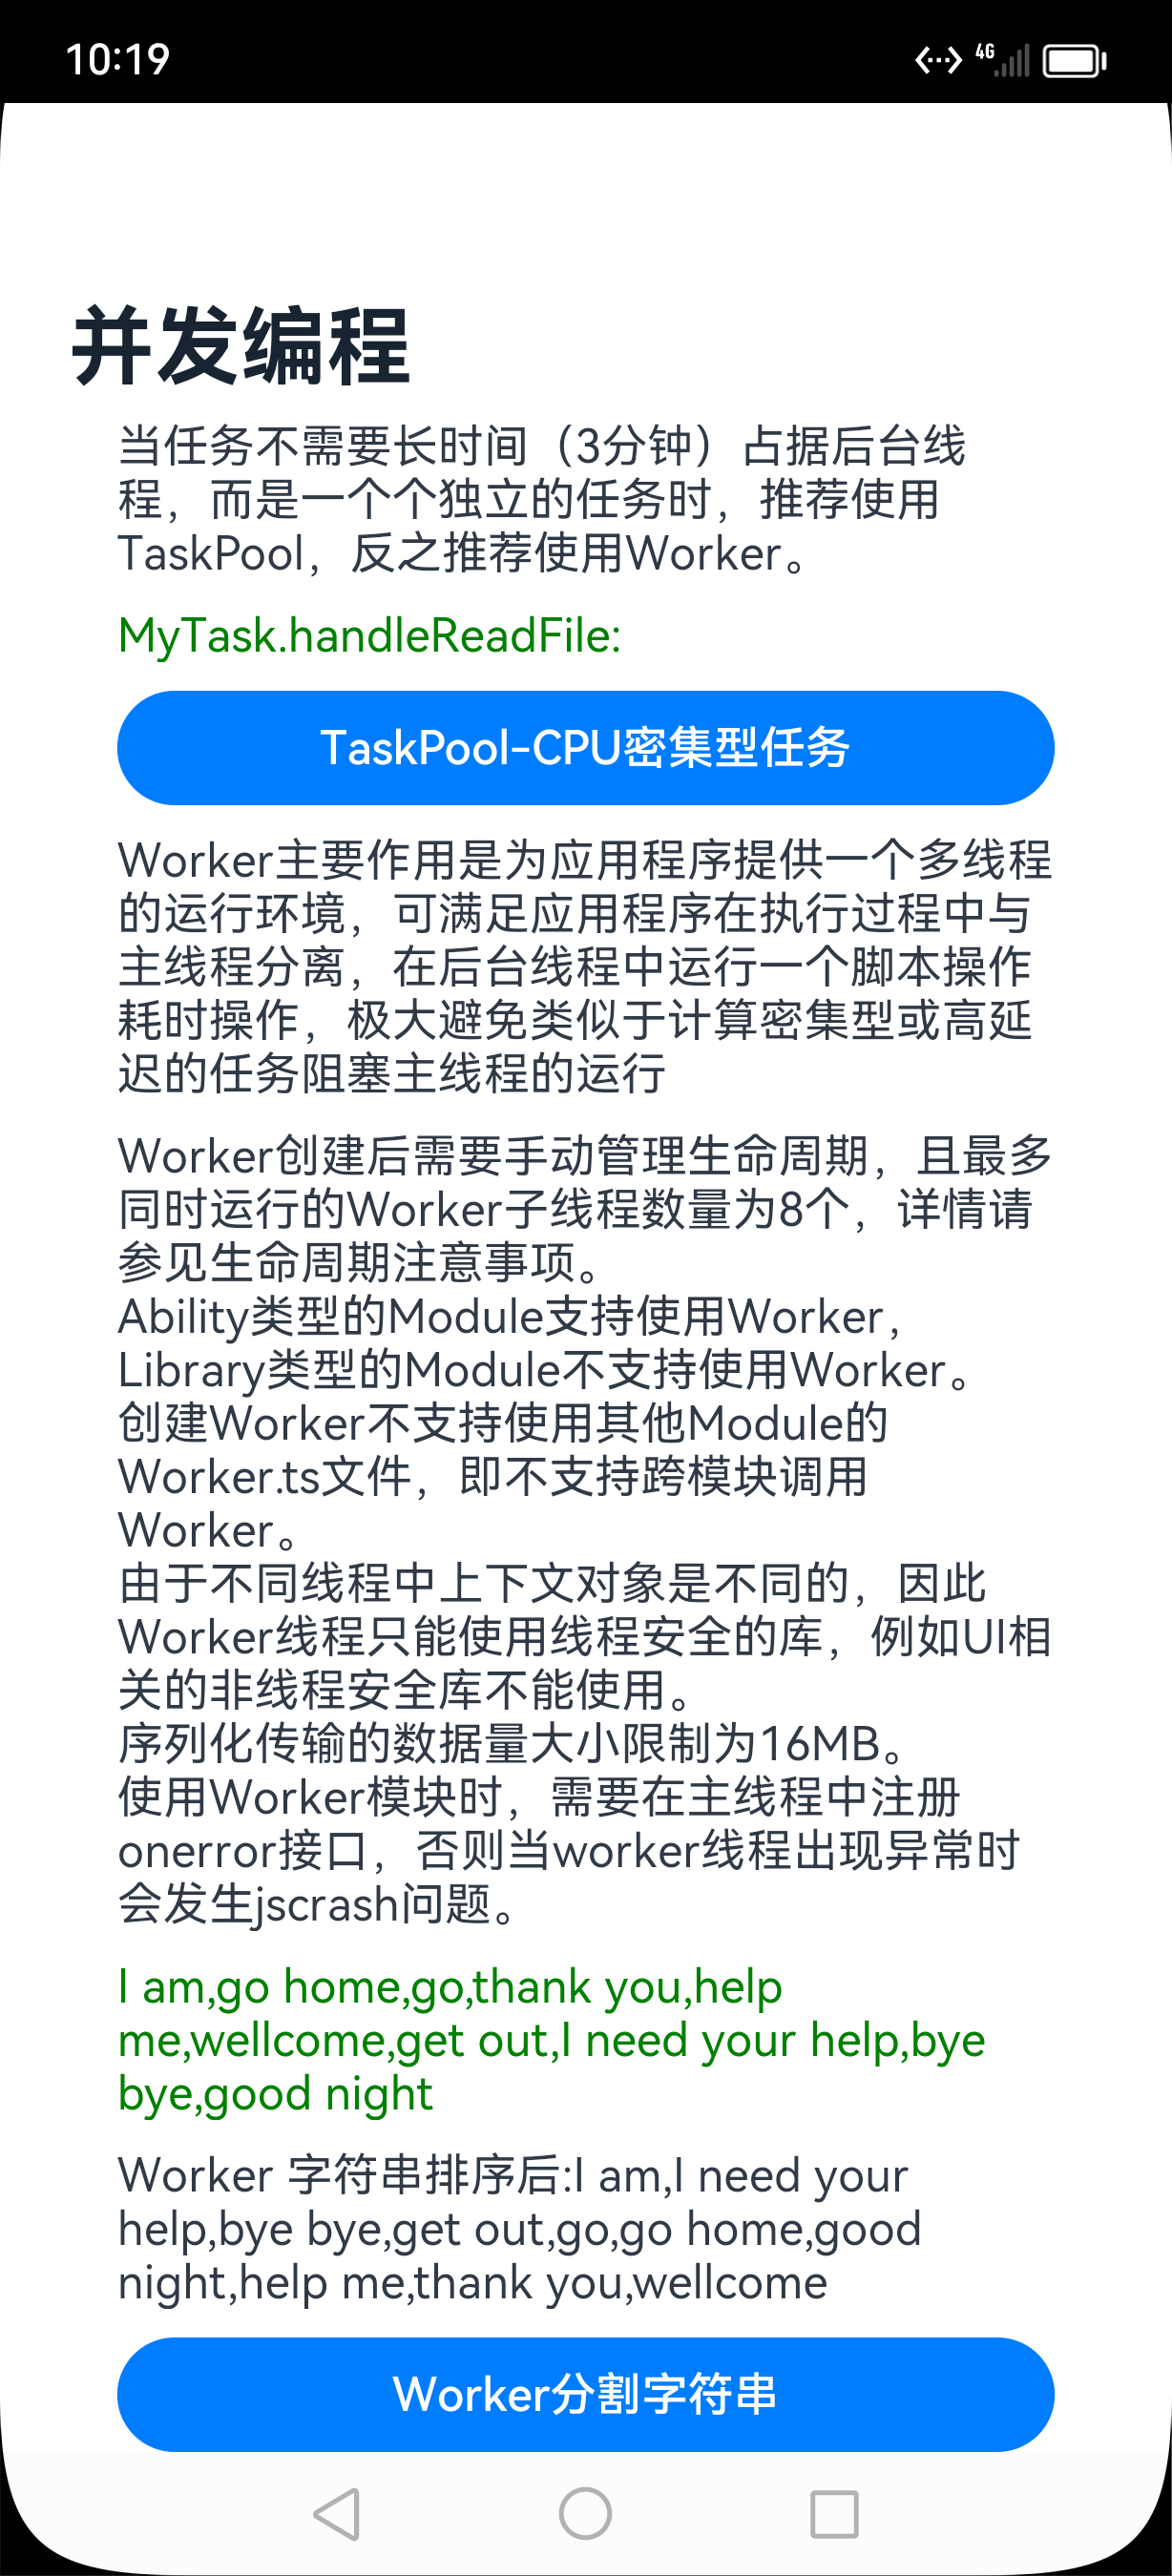 10:19
4G
并发编程
当任务不需要长时间（3分钟）占据后台线
程，而是一个个独立的任务时，推荐使用
TaskPool，反之推荐使用Worker。
MyTask.handleReadFile:
TaskPool-CPU密集型任务
Worker主要作用是为应用程序提供一个多线程
的运行环境，可满足应用程序在执行过程中与
主线程分离，在后台线程中运行一个脚本操作
耗时操作，极大避免类似于计算密集型或高延
迟的任务阻塞主线程的运行
Worker创建后需要手动管理生命周期，且最多
同时运行的Worker子线程数量为8个，详情请
参见生命周期注意事项。
Ability类型的Module支持使用Worker，
Library类型的Module不支持使用Worker。
创建Worker不支持使用其他Module的
Worker.ts文件，即不支持跨模块调用
Worker。
由于不同线程中上下文对象是不同的，因此
Worker线程只能使用线程安全的库，例如UI相
关的非线程安全库不能使用。
序列化传输的数据量大小限制为16MB。
使用Worker模块时，需要在主线程中注册
onerror接口，否则当worker线程出现异常时
会发生jscrash问题。
I am,go home,go,thank you,help
me,wellcome,get out,I need your help,bye
bye,good night
Worker 字符串排序后:I am,I need your
help,bye bye,get out,go,go home,good
night,help me,thank you,wellcome
Worker分割字符串